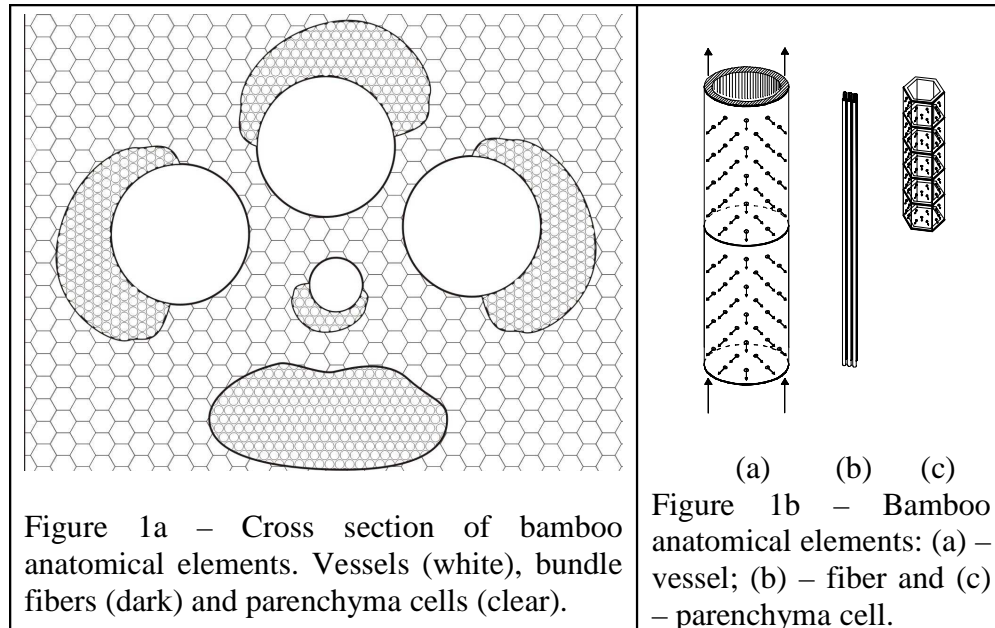 Figure 1a – Cross section of bamboo
anatomical elements. Vessels (white), bundle
fibers (dark) and parenchyma cells (clear).
(a) (b) (c)
Figure 1b – Bamboo
anatomical elements: (a) –
vessel; (b) – fiber and (c)
– parenchyma cell.